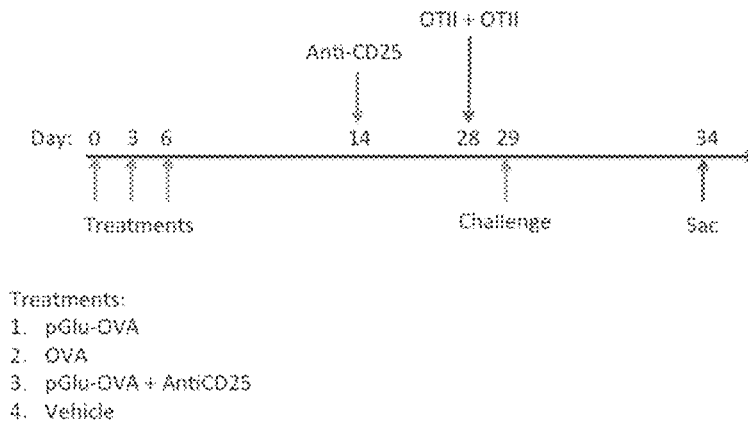 OTII + OTII
Anti-CD25
Day: 0 3 6 14 28 29 34
Treatments Challenge Sac
Treatments:
1. pGlu-OVA
2. OVA
3. pGlu-OVA + AntiCD25
4. Vehicle